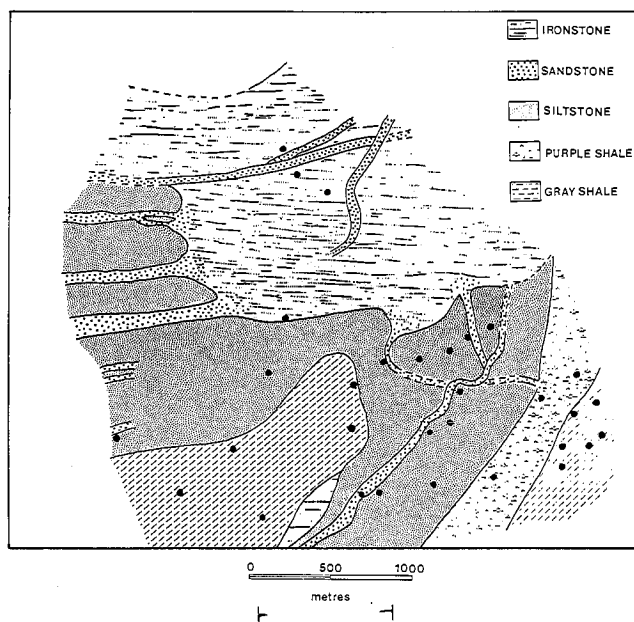 IRONSTONE
SANDSTONE
SILTSTONE
PURPLE SHALE
GRAY SHALE
0 500 1000
metres